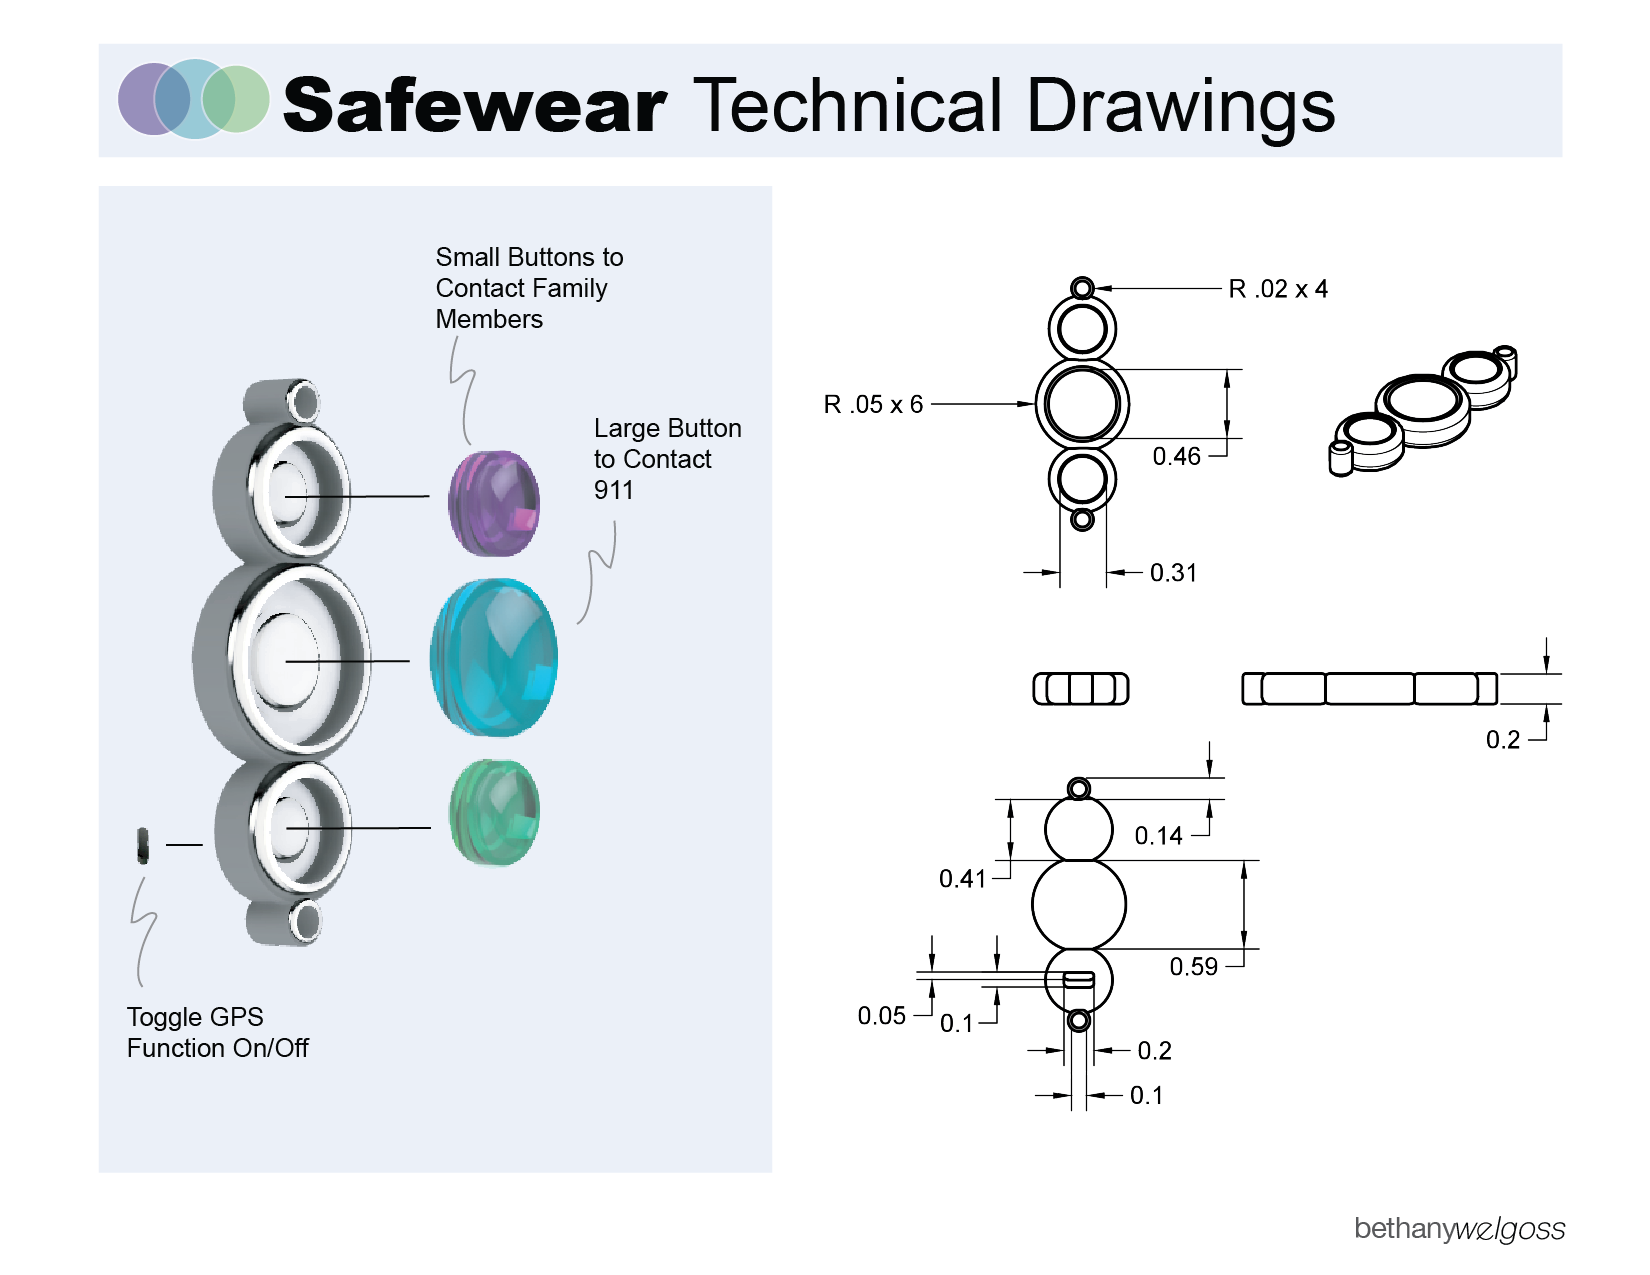 Safewear Technical Drawings
Small Buttons to
Contact Family
Members
Large Button
to Contact
911
Toggle GPS
Function On/Off
R .02 x 4
R .05 x 6
0.46
0.31
0.2
0.14
0.41
0.59
0.05
0.1
0.2
0.1
bethanywelgoss